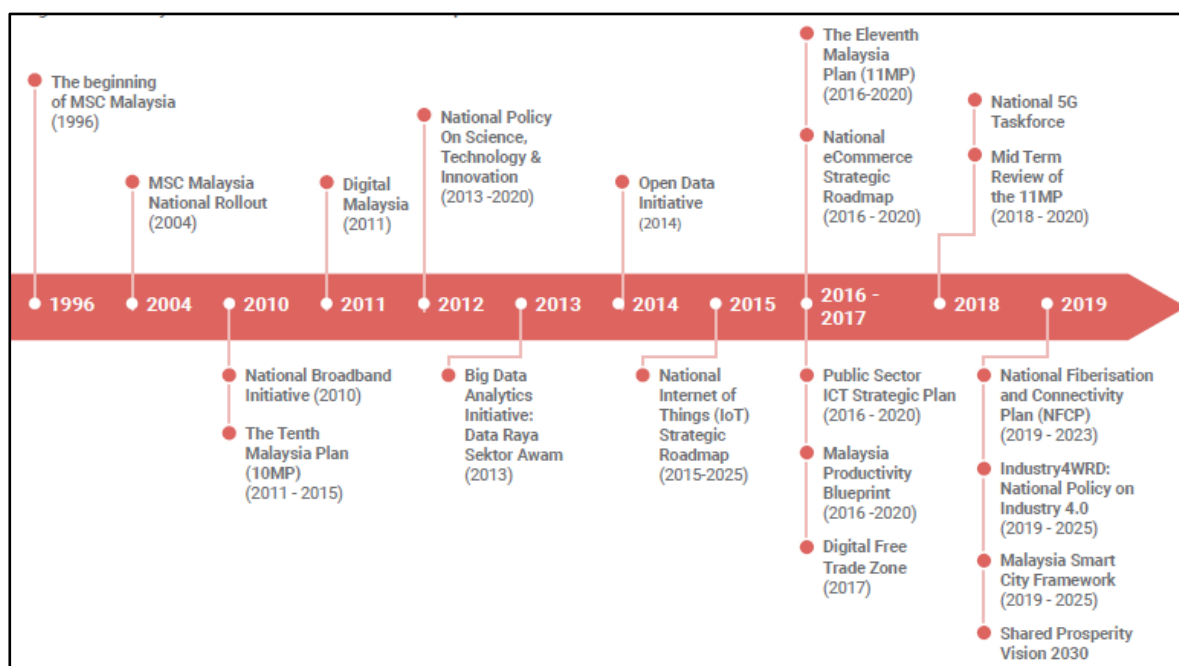 The beginning
of MSC Malaysia
(1996)
MSC Malaysia
National Rollout
(2004)
Digital
Malaysia
(2011)
National Policy
On Science,
Technology &
Innovation
(2013 -2020)
Open Data
Initiative
(2014)
The Eleventh
Malaysia
Plan (11MP)
(2016-2020)
National
eCommerce
Strategic
Roadmap
(2016 - 2020)
National 5G
Taskforce
Mid Term
Review of
the 11MP
(2018 - 2020)
1996
2004
2010
2011
2012
2013
2014
2015
2016 -
2017
2018
2019
National Broadband
Initiative (2010)
The Tenth
Malaysia Plan
(10MP)
(2011 - 2015)
Big Data
Analytics
Initiative:
Data Raya
Sektor Awam
(2013)
National
Internet of
Things (IoT)
Strategic
Roadmap
(2015-2025)
Public Sector
ICT Strategic Plan
(2016 - 2020)
Malaysia
Productivity
Blueprint
(2016 -2020)
Digital Free
Trade Zone
(2017)
National Fiberisation
and Connectivity
Plan (NFCP)
(2019 - 2023)
Industry4WRD:
National Policy on
Industry 4.0
(2019 - 2025)
Malaysia Smart
City Framework
(2019 - 2025)
Shared Prosperity
Vision 2030